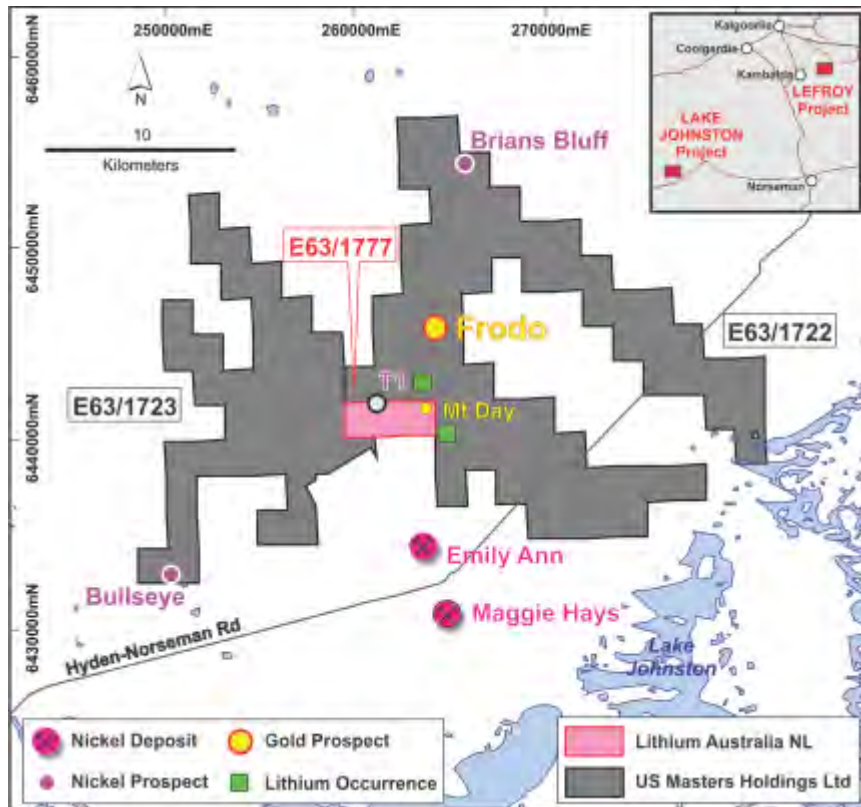 250000mE
260000mE
270000mE
6460000mN
6450000mN
6440000mN
6430000mN
N
10
Kilometers
Kalgoorlie
Coolgardie
Kambalda
LEFROY
Project
LAKE
JOHNSTON
Project
Norseman
Brians Bluff
E63/1777
Frodo
E63/1722
T1
E63/1723
Mt Day
Emily Ann
Bullseye
Maggie Hays
Hyden-Norseman Rd
Lake
Johnston
Nickel Deposit
Gold Prospect
Lithium Australia NL
Nickel Prospect
Lithium Occurrence
US Masters Holdings Ltd